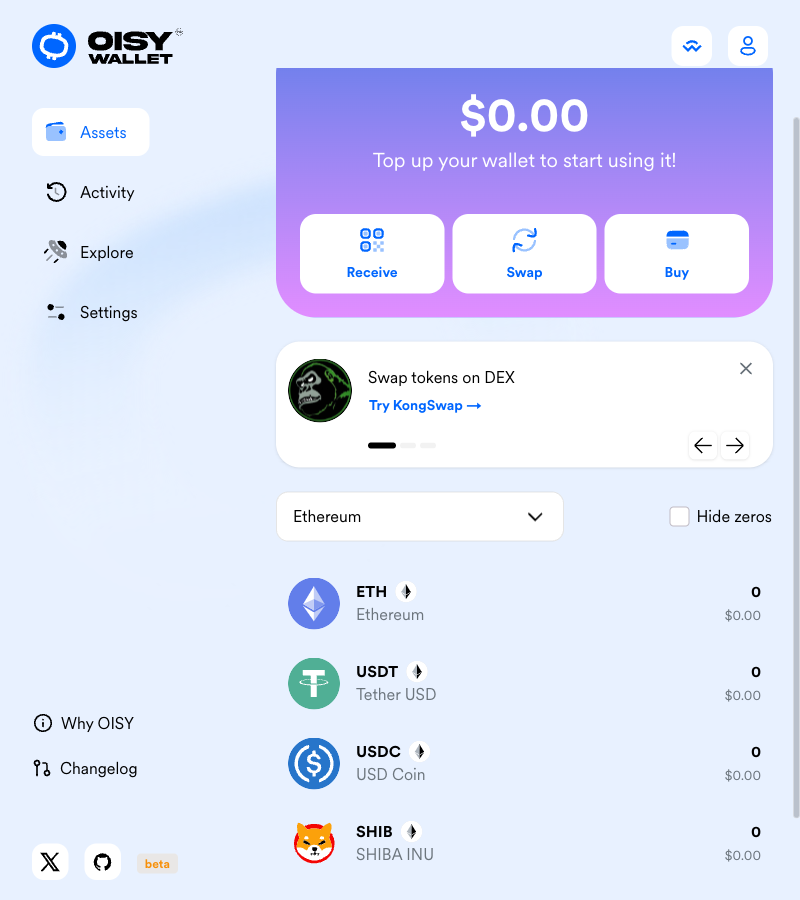 OISY
WALLET
Assets
Activity
Explore
Settings
Why OISY
Changelog
beta
$0.00
Top up your wallet to start using it!
Receive
Swap
Buy
Swap tokens on DEX
Try KongSwap →
Ethereum
Hide zeros
ETH
0
Ethereum
$0.00
USDT
0
Tether USD
$0.00
USDC
0
USD Coin
$0.00
SHIB
0
SHIBA INU
$0.00